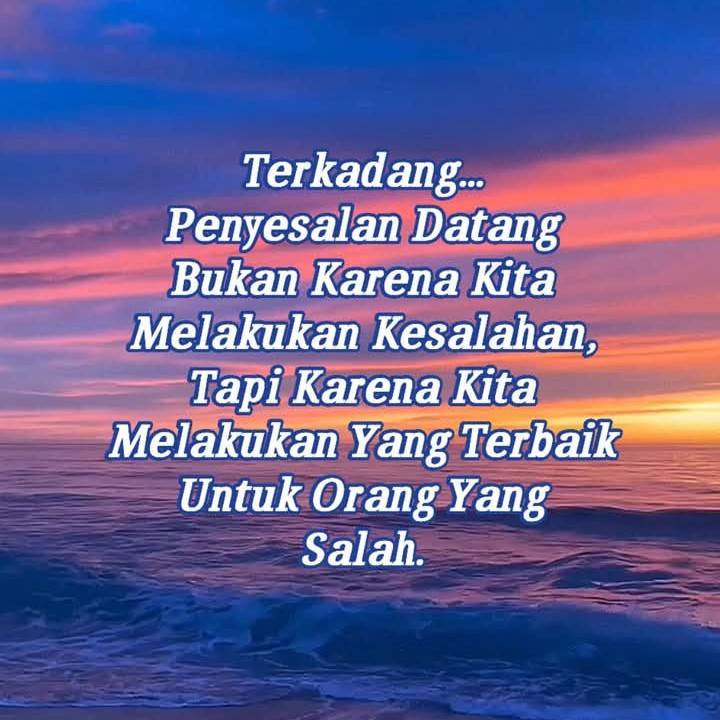 Terkadang...
Penyesalan Datang
Bukan Karena Kita
Melakukan Kesalahan,
Tapi Karena Kita
Melakukan Yang Terbaik
Untuk Orang Yang
Salah.